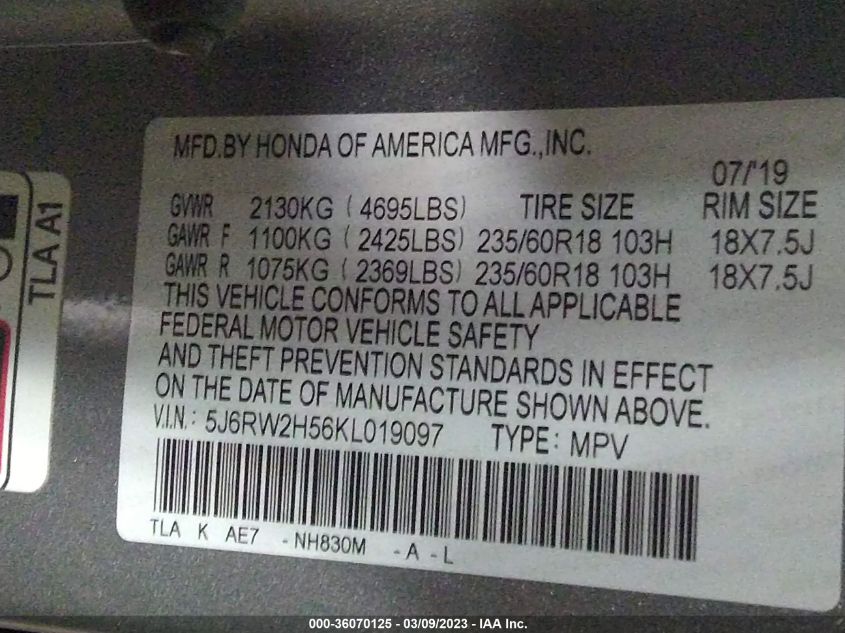 MFD.BY HONDA OF AMERICA MFG.,INC.
07/'19
GVWR 2130KG (4695LBS) TIRE SIZE RIM SIZE
GAWR F 1100KG (2425LBS) 235/60R18 103H 18X7.5J
GAWR R 1075KG (2369LBS) 235/60R18 103H 18X7.5J
THIS VEHICLE CONFORMS TO ALL APPLICABLE
FEDERAL MOTOR VEHICLE SAFETY
AND THEFT PREVENTION STANDARDS IN EFFECT
ON THE DATE OF MANUFACTURE SHOWN ABOVE.
V.I.N.: 5J6RW2H56KL019097 TYPE: MPV
TLA K AE7 -NH830M -A-L
TLA A1
000-36070125 - 03/09/2023 - IAA Inc.